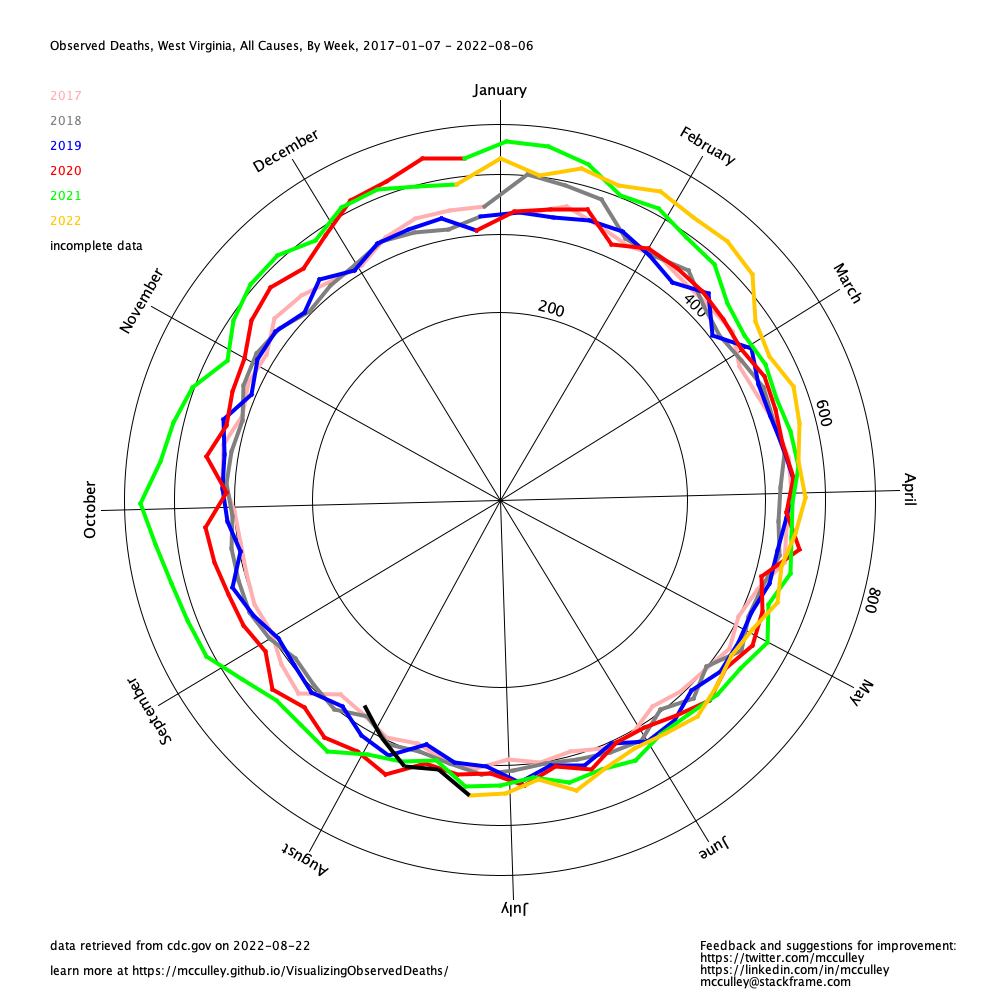 Observed Deaths, West Virginia, All Causes, By Week, 2017-01-07 - 2022-08-06
2017
2018
2019
2020
2021
2022
incomplete data
January
February
March
April
May
June
July
August
September
October
November
December
200
400
600
800
data retrieved from cdc.gov on 2022-08-22
learn more at https://mcculley.github.io/VisualizingObservedDeaths/
Feedback and suggestions for improvement:
https://twitter.com/mcculley
https://linkedin.com/in/mcculley
mcculley@stackframe.com